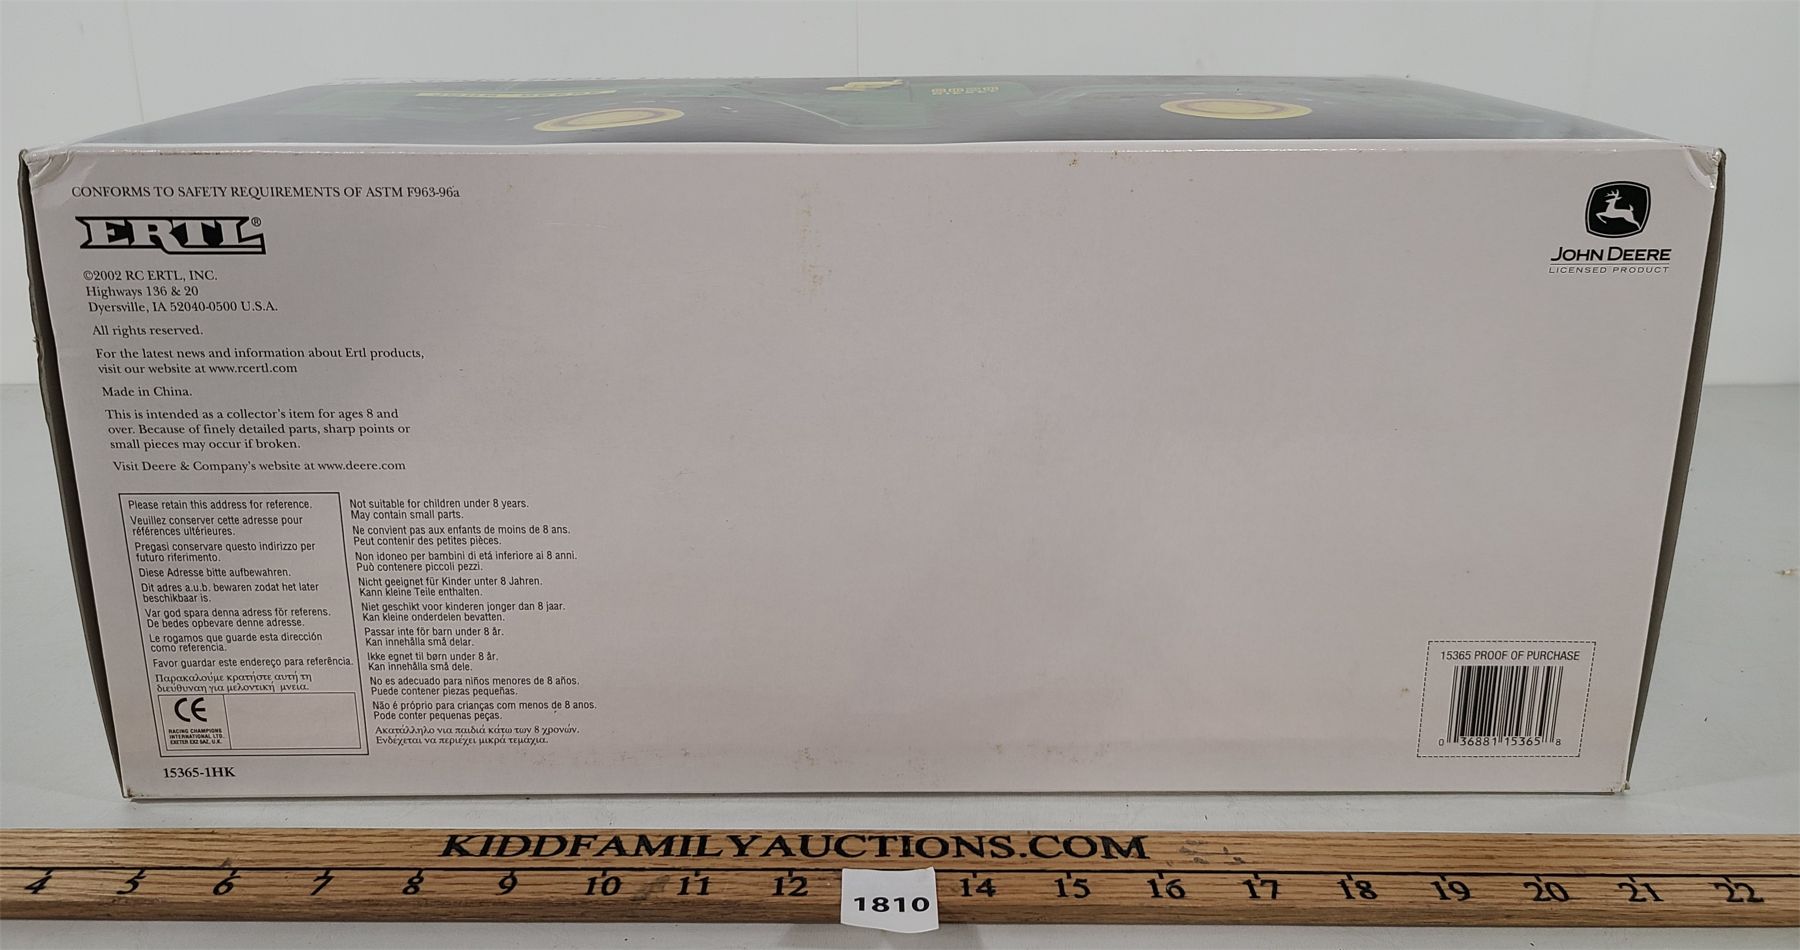 CONFORMS TO SAFETY REQUIREMENTS OF ASTM F963-96a
ERTL®
©2002 RC ERTL, INC.
Highways 136 & 20
Dyersville, IA 52040-0500 U.S.A.
All rights reserved.
For the latest news and information about Ertl products,
visit our website at www.rcertl.com
Made in China.
This is intended as a collector's item for ages 8 and
over. Because of finely detailed parts, sharp points or
small pieces may occur if broken.
Visit Deere & Company's website at www.deere.com
Please retain this address for reference.
Veuillez conserver cette adresse pour
références ultérieures.
Pregasi conservare questo indirizzo per
futuro riferimento.
Diese Adresse bitte aufbewahren.
Dit adres a.u.b. bewaren zodat het later
beschikbaar is.
Var god spara denna adress för referens.
De bedes opbevare denne adresse.
Le rogamos que guarde esta dirección
como referencia.
Favor guardar este endereço para referência.
Παρακαλούμε κρατήστε αυτή τη
διεύθυναη για μελοντική μνεία.
CE
RACING CHAMPIONS
INTERNATIONAL LTD.
EXETER EX2 8AZ, U.K.
Not suitable for children under 8 years.
May contain small parts.
Ne convient pas aux enfants de moins de 8 ans.
Peut contenir des petites pièces.
Non idoneo per bambini di etá inferiore ai 8 anni.
Può contenere piccoli pezzi.
Nicht geeignet für Kinder unter 8 Jahren.
Kann kleine Teile enthalten.
Niet geschikt voor kinderen jonger dan 8 jaar.
Kan kleine onderdelen bevatten.
Passar inte för barn under 8 år.
Kan innehålla små delar.
Ikke egnet til børn under 8 år.
Kan innehålla små dele.
No es adecuado para niños menores de 8 años.
Puede contener piezas pequeñas.
Não é próprio para crianças com menos de 8 anos.
Pode conter pequenas peças.
Ακατάλληλο νια παιδιά κάτω των 8 χρονών.
Ενδέχεται να περιέχει μικρά τεμάχια.
15365-1HK
JOHN DEERE
LICENSED PRODUCT
15365 PROOF OF PURCHASE
0 36881 15365 8
KIDDFAMILYAUCTIONS.COM
4 5 6 7 8 9 10 11 12 14 15 16 17 18 19 20 21 22
1810